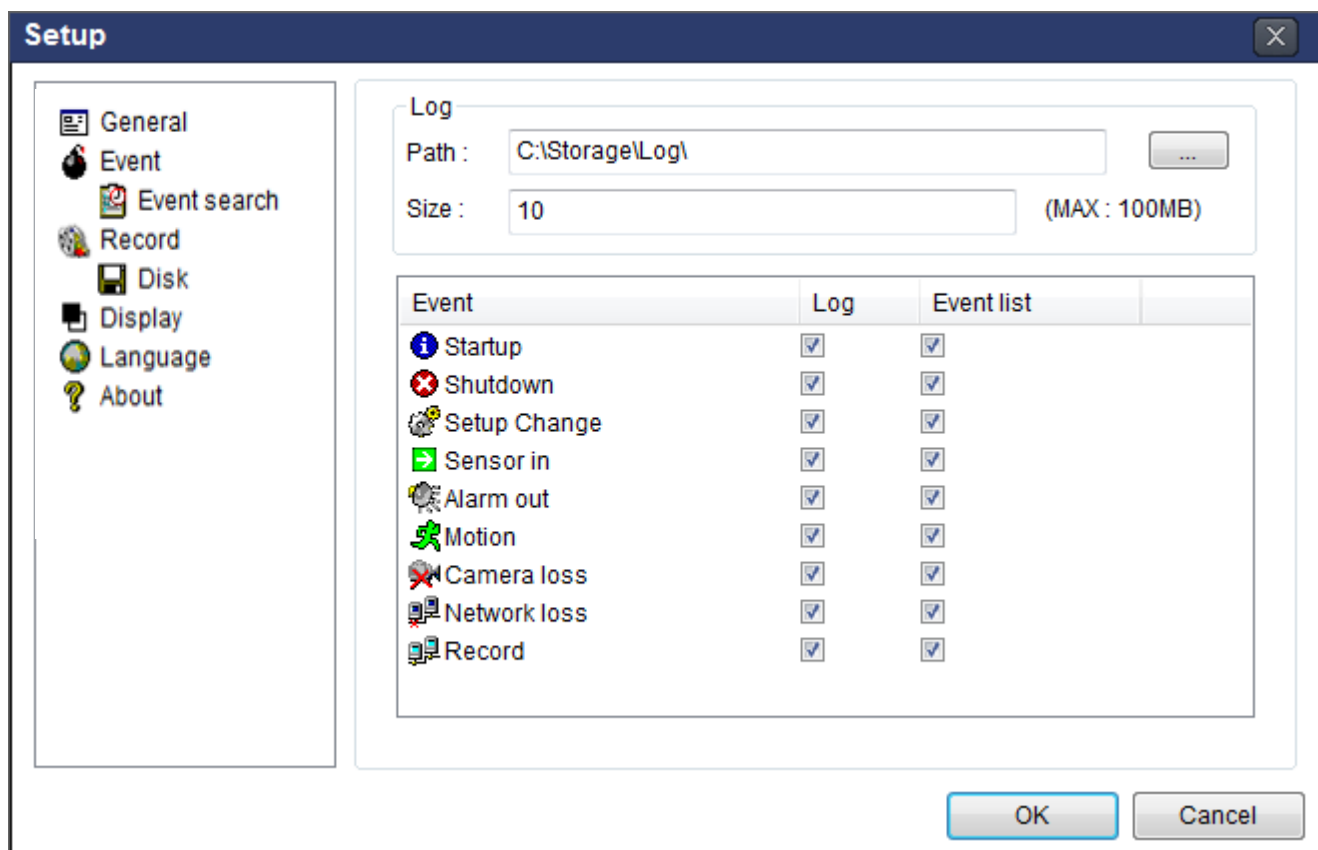 Setup
General
Event
Event search
Record
Disk
Display
Language
About
Log
Path : C:\Storage\Log\ ...
Size : 10 (MAX : 100MB)
Event Log Event list
Startup
Shutdown
Setup Change
Sensor in
Alarm out
Motion
Camera loss
Network loss
Record
OK Cancel